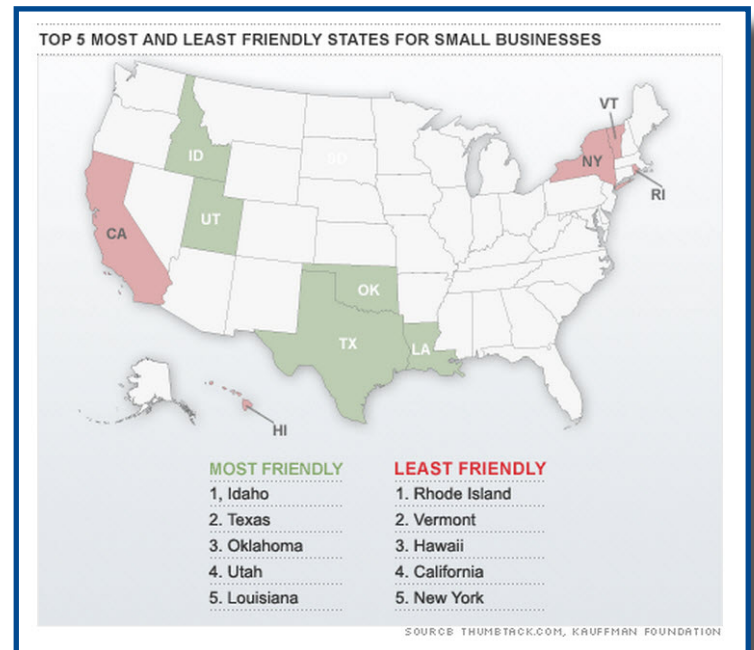 TOP 5 MOST AND LEAST FRIENDLY STATES FOR SMALL BUSINESSES
VT
ID
SD
NY
RI
UT
CA
OK
TX
LA
HI
MOST FRIENDLY
1, Idaho
2. Texas
3. Oklahoma
4. Utah
5. Louisiana
LEAST FRIENDLY
1. Rhode Island
2. Vermont
3. Hawaii
4. California
5. New York
SOURCE THUMBTACK.COM, KAUFFMAN FOUNDATION